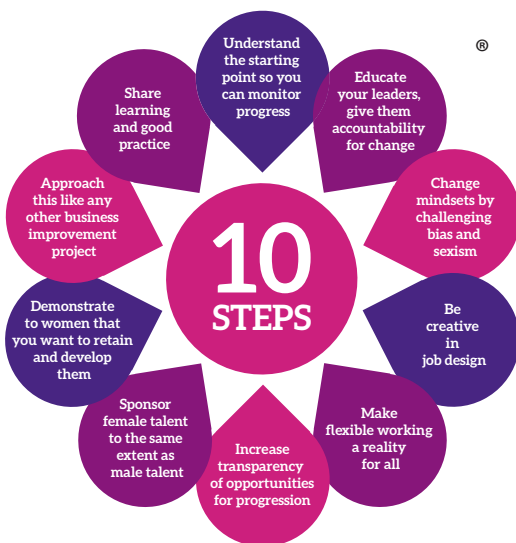 Understand
the starting
point so you
can monitor
progress
®
Educate
your leaders,
give them
accountability
for change
Change
mindsets by
challenging
bias and
sexism
Be
creative
in
job design
Make
flexible working
a reality
for all
Increase
transparency
of opportunities
for progression
Sponsor
female talent
to the same
extent as
male talent
Demonstrate
to women that
you want to retain
and develop
them
Approach
this like any
other business
improvement
project
Share
learning
and good
practice
10
STEPS